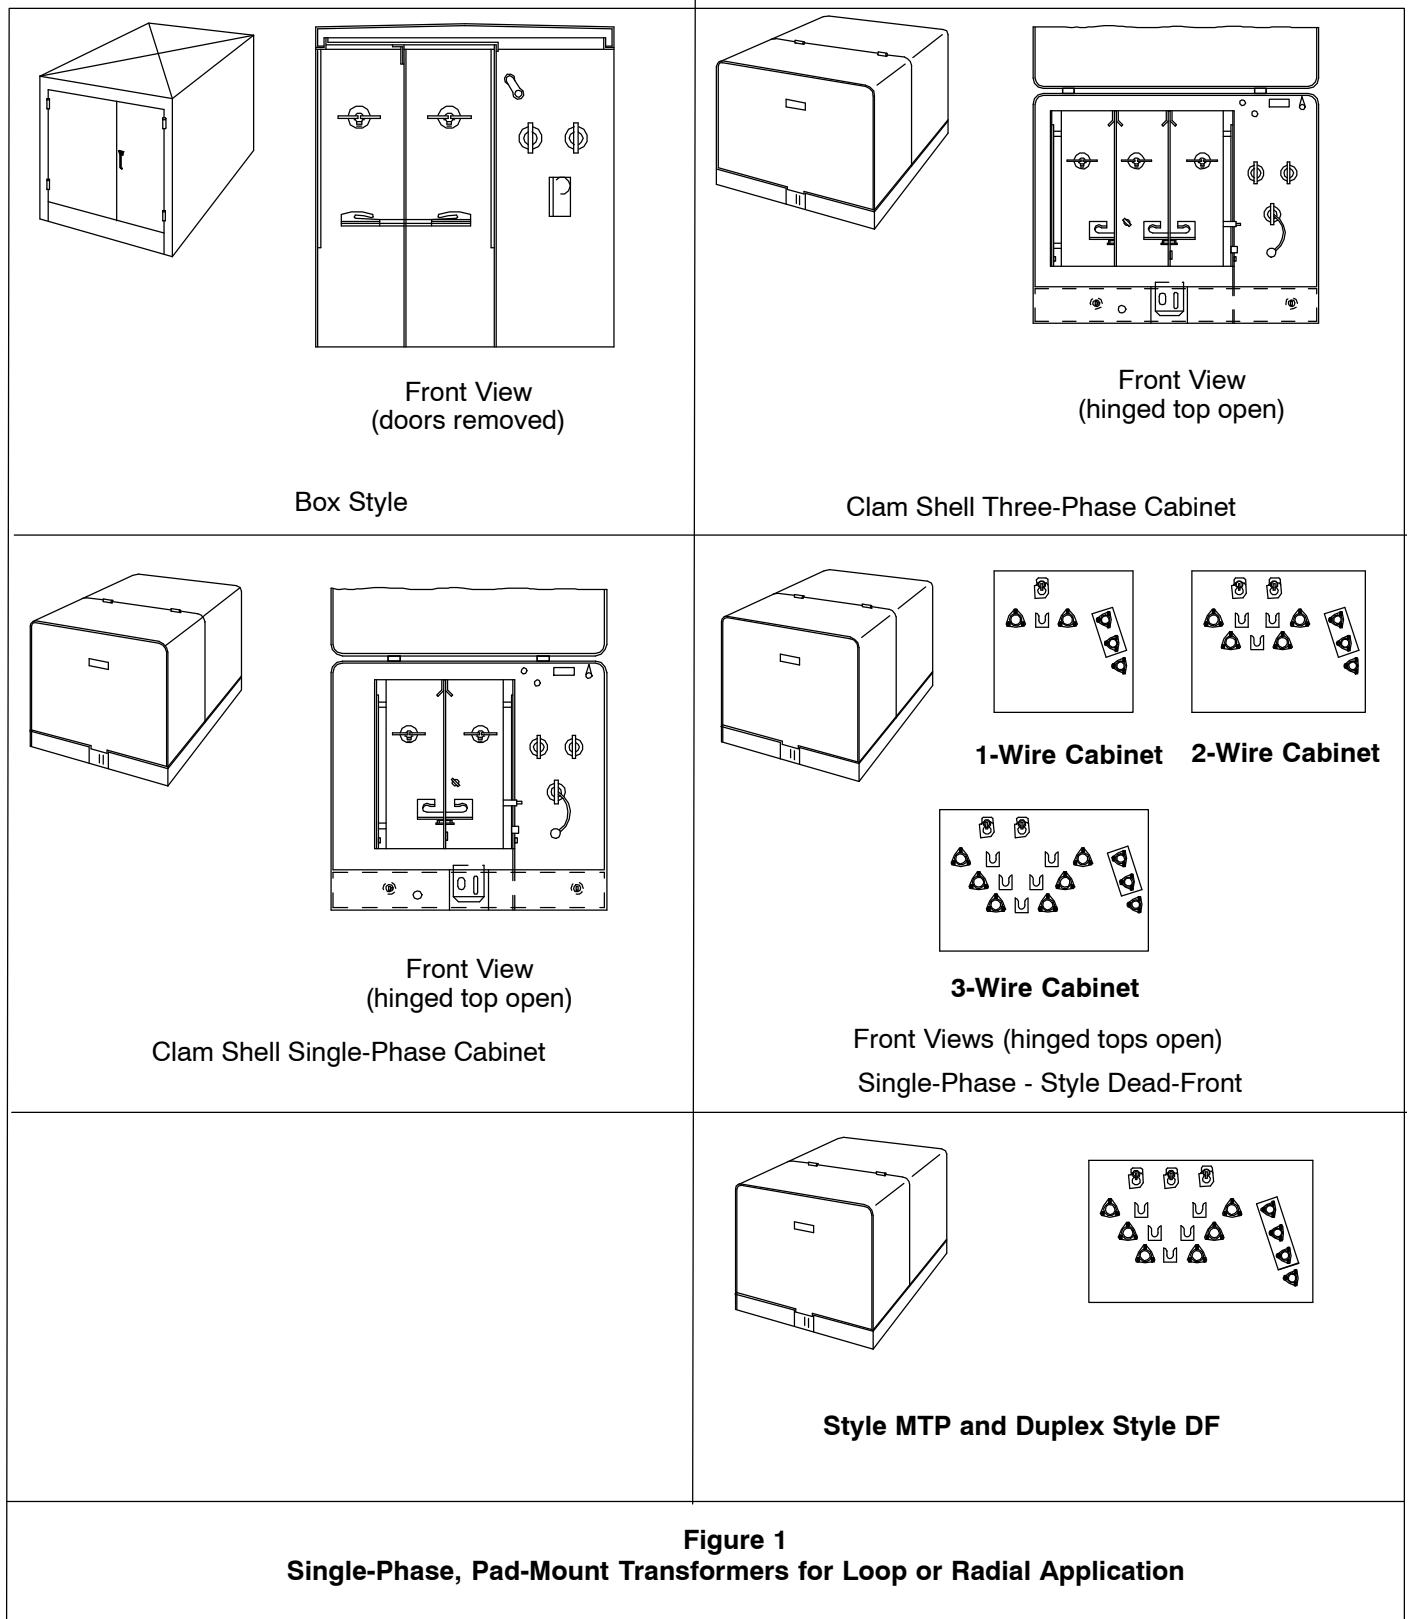 Front View
(doors removed)
Box Style
Front View
(hinged top open)
Clam Shell Three-Phase Cabinet
Front View
(hinged top open)
Clam Shell Single-Phase Cabinet
1-Wire Cabinet
2-Wire Cabinet
3-Wire Cabinet
Front Views (hinged tops open)
Single-Phase - Style Dead-Front
Style MTP and Duplex Style DF
Figure 1
Single-Phase, Pad-Mount Transformers for Loop or Radial Application